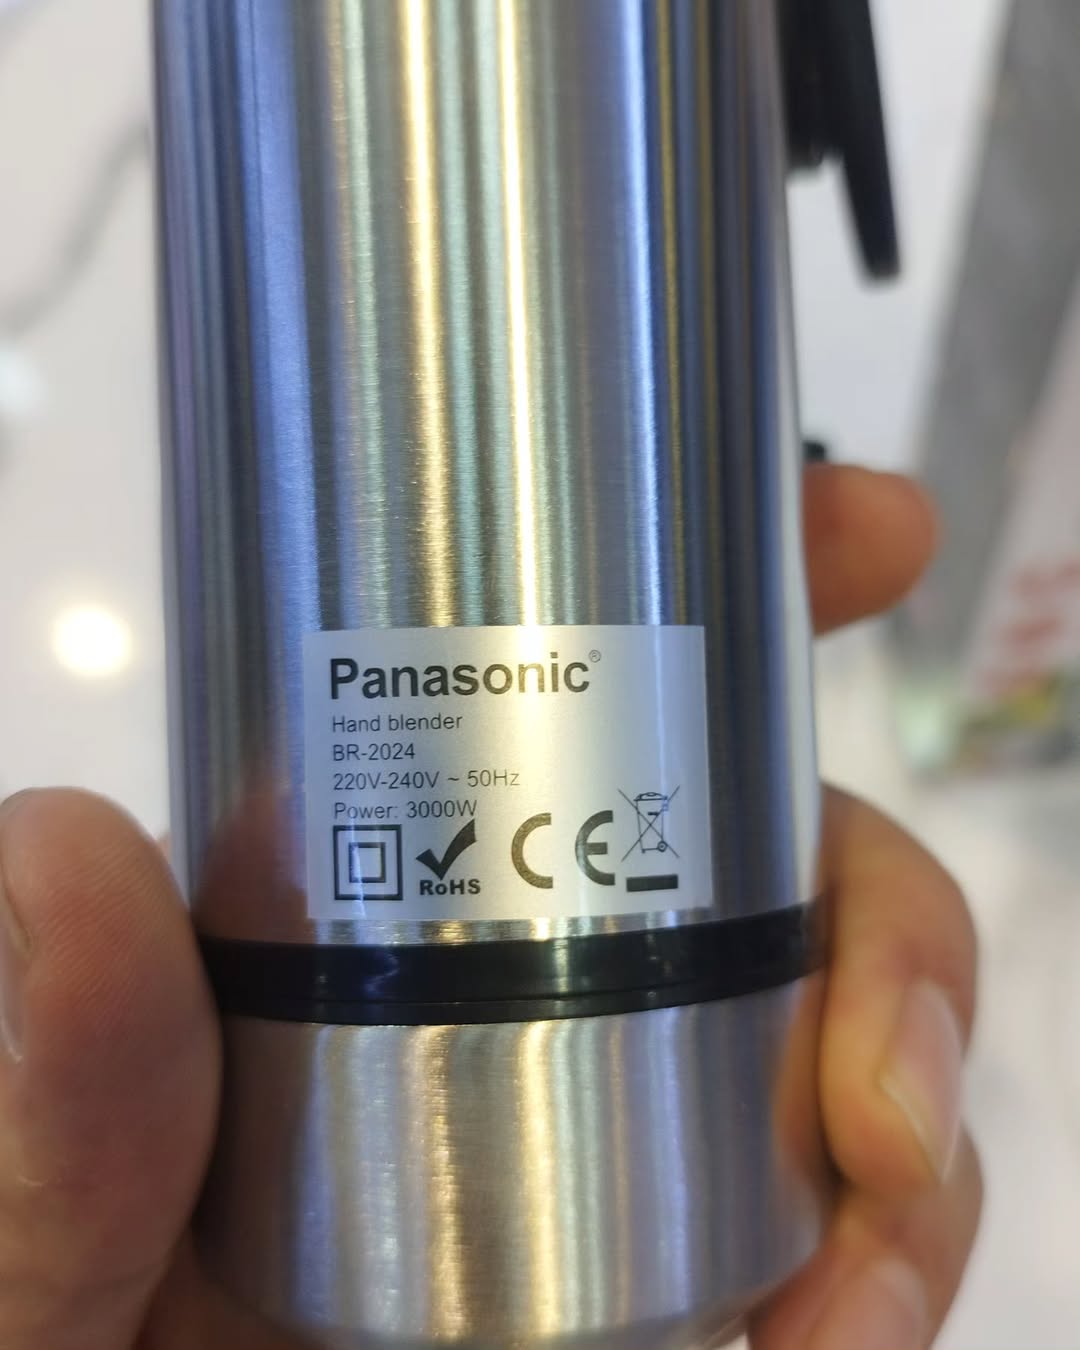 Panasonic®
Hand blender
BR-2024
220V-240V ~ 50Hz
Power: 3000W
RoHS CE